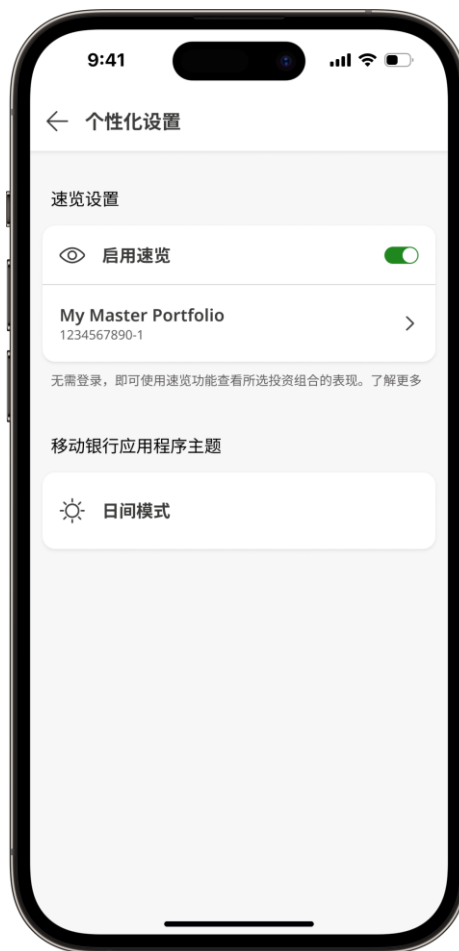 9:41
个性化设置
速览设置
启用速览
My Master Portfolio
1234567890-1
无需登录，即可使用速览功能查看所选投资组合的表现。了解更多
移动银行应用程序主题
日间模式